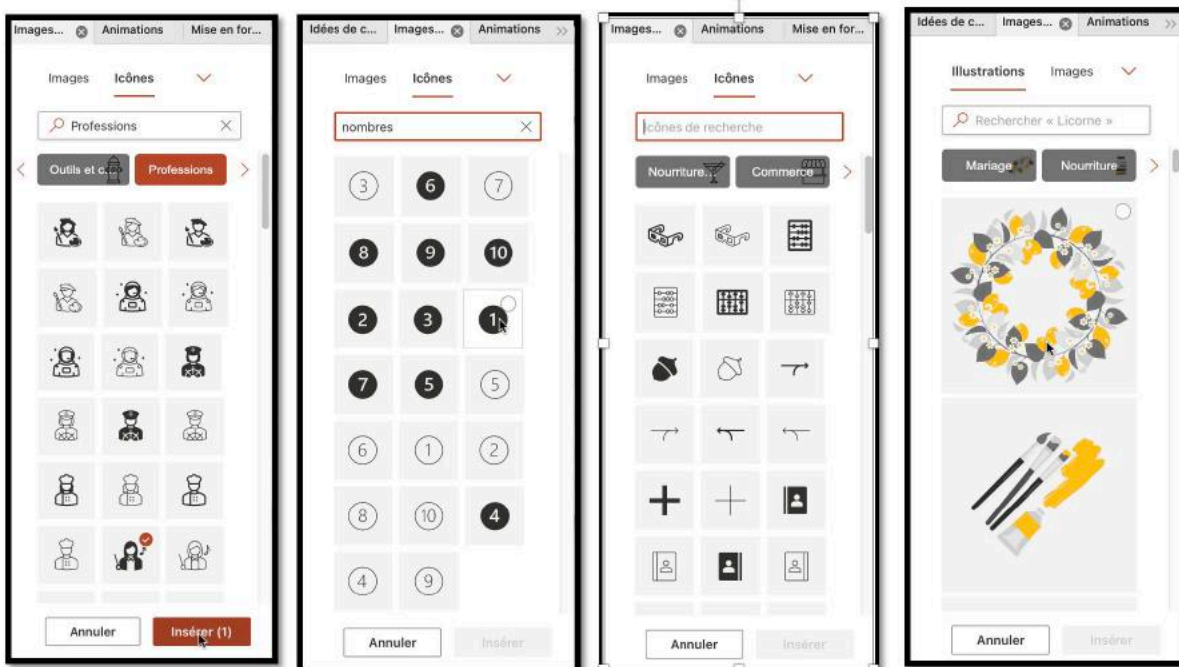 Images... Animations Mise en for...
Images Icônes
Professions
Outils et c... Professions
Annuler Insérer (1)
Idées de c... Images... Animations
Images Icônes
nombres
3 6 7
8 9 10
2 3 1
7 5 5
6 1 2
8 10 4
4 9
Annuler Insérer
Images... Animations Mise en for...
Images Icônes
Icônes de recherche
Nourriture... Commerce
Annuler Insérer
Idées de c... Images... Animations
Illustrations Images
Rechercher « Licorne »
Mariage Nourriture
Annuler Insérer